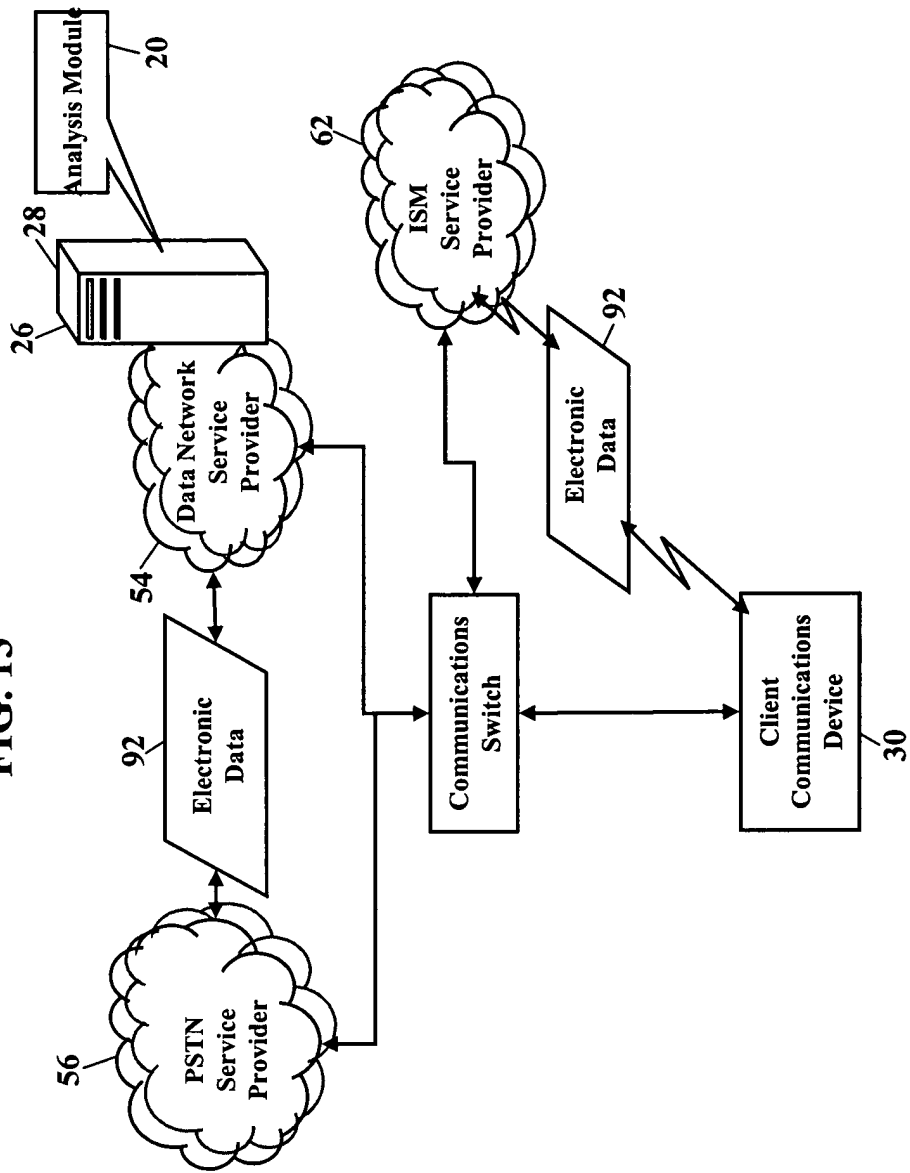 FIG.
56
PSTN
Service
Provider
92
Electronic
Data
54
Data Network
Service
Provider
26
28
Analysis Module
20
Communications
Switch
62
ISM
Service
Provider
Electronic
Data
92
Client
Communications
Device
30